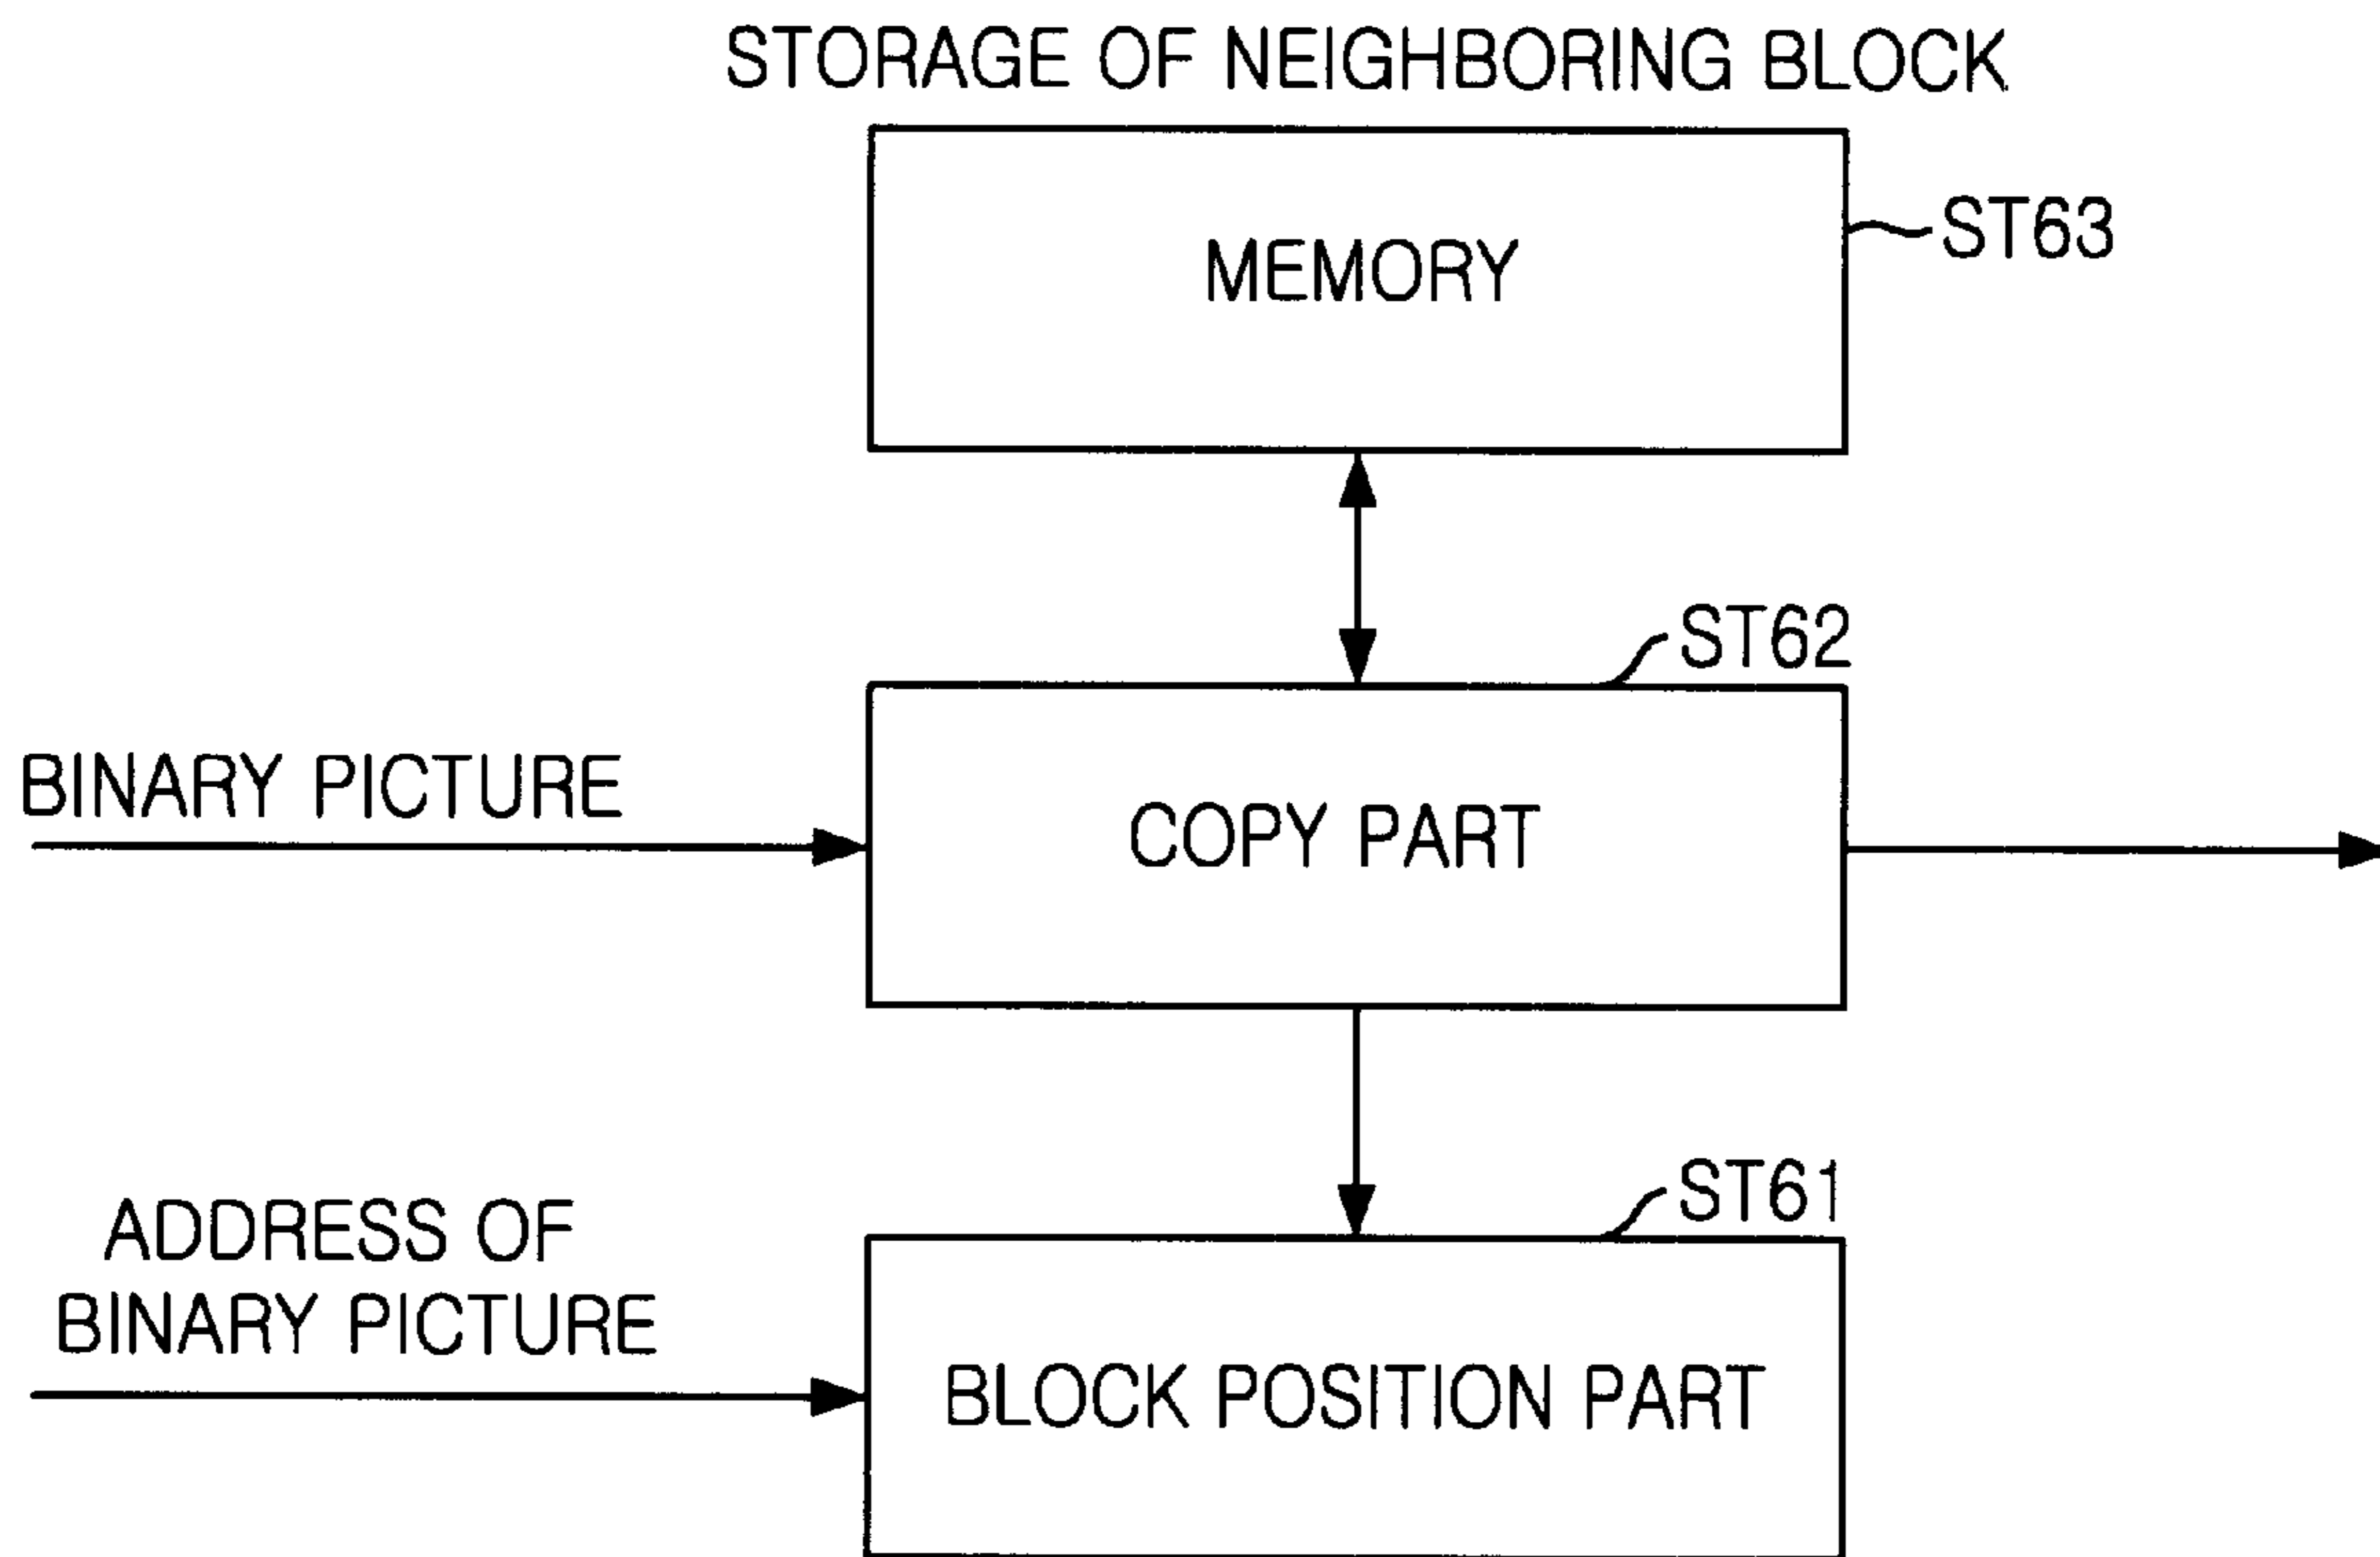 STORAGE OF NEIGHBORING BLOCK
MEMORY
ST63
ST62
BINARY PICTURE
COPY PART
ST61
ADDRESS OF
BINARY PICTURE
BLOCK POSITION PART